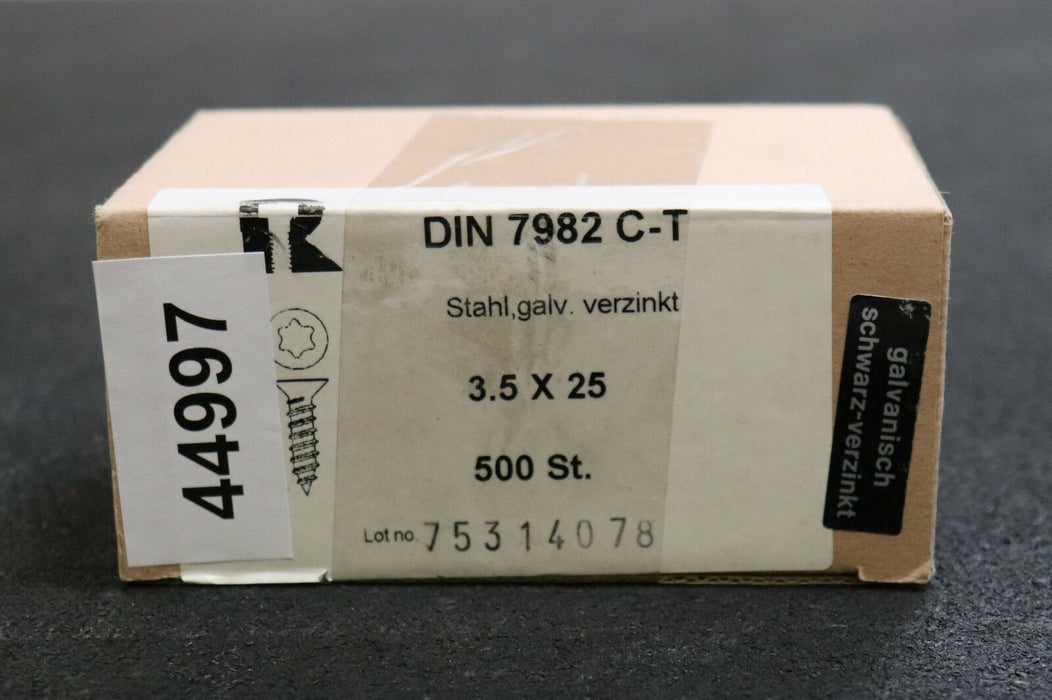 DIN 7982 C-T
Stahl,galv. verzinkt
3.5 X 25
500 St.
Lot no. 75314078
44997
galvanisch
schwarz-verzinkt